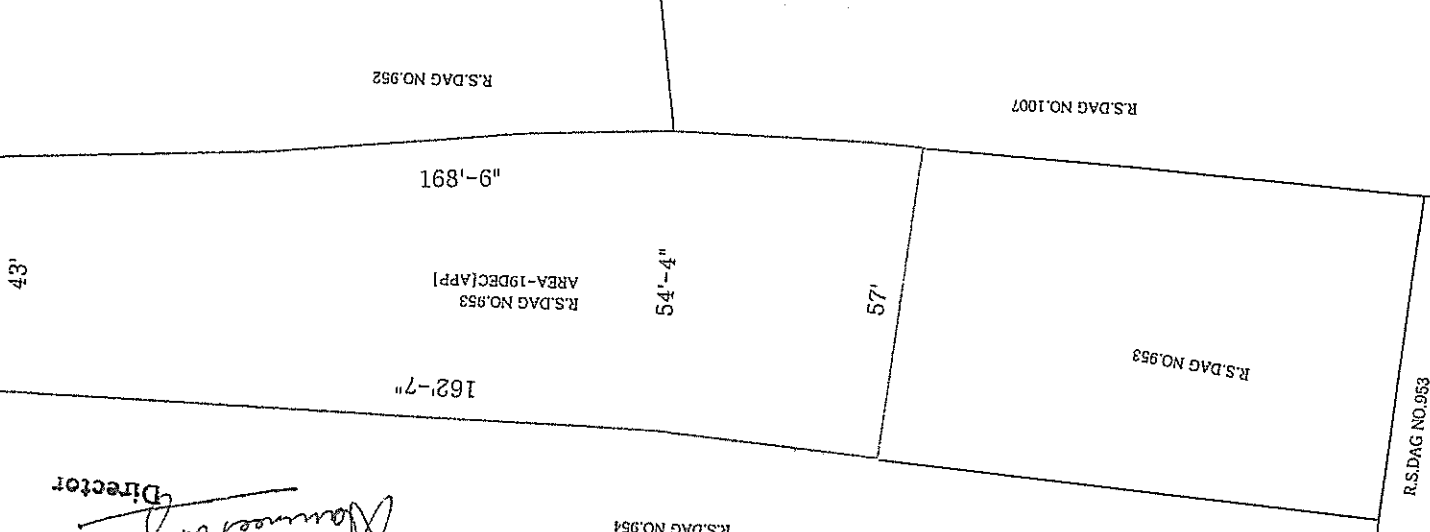 R.S.DAG NO.952
R.S.DAG NO.1007
168'-6"
43'
R.S.DAG NO.953
AREA-19DEC[APP]
54'-4"
57'
R.S.DAG NO.953
162'-7"
R.S.DAG NO.953
Director
R.S.DAG NO.954